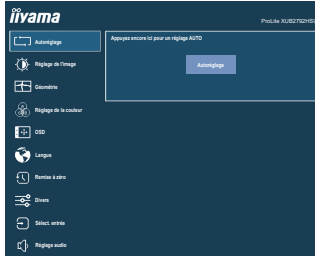 iiyama
ProLite XUB2792HS
Autoréglage
Appuyez encore ici pour un réglage AUTO
Autoréglage
Réglage de l'image
Géométrie
Réglage de la couleur
OSD
Langue
Remise à zéro
Divers
Sélect. entrée
Réglage audio